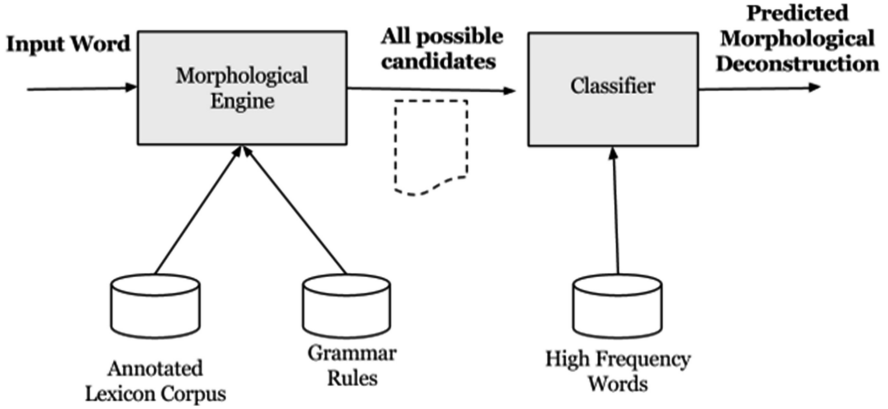 Input Word
Morphological
Engine
All possible
candidates
Classifier
Predicted
Morphological
Deconstruction
Annotated
Lexicon Corpus
Grammar
Rules
High Frequency
Words